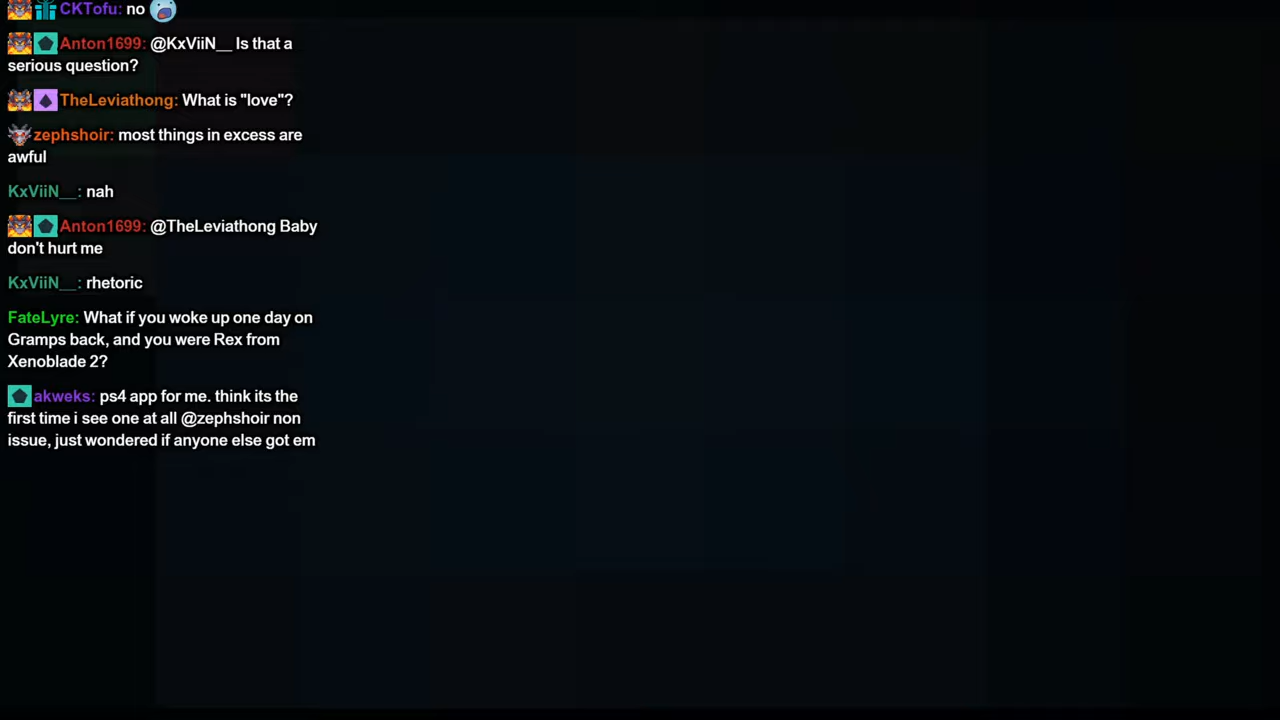 CKTofu: no
Anton1699: @KxViiN__ Is that a
serious question?
TheLeviathong: What is "love"?
zephshoir: most things in excess are
awful
KxViiN__: nah
Anton1699: @TheLeviathong Baby
don't hurt me
KxViiN__: rhetoric
FateLyre: What if you woke up one day on
Gramps back, and you were Rex from
Xenoblade 2?
akweks: ps4 app for me. think its the
first time i see one at all @zephshoir non
issue, just wondered if anyone else got em